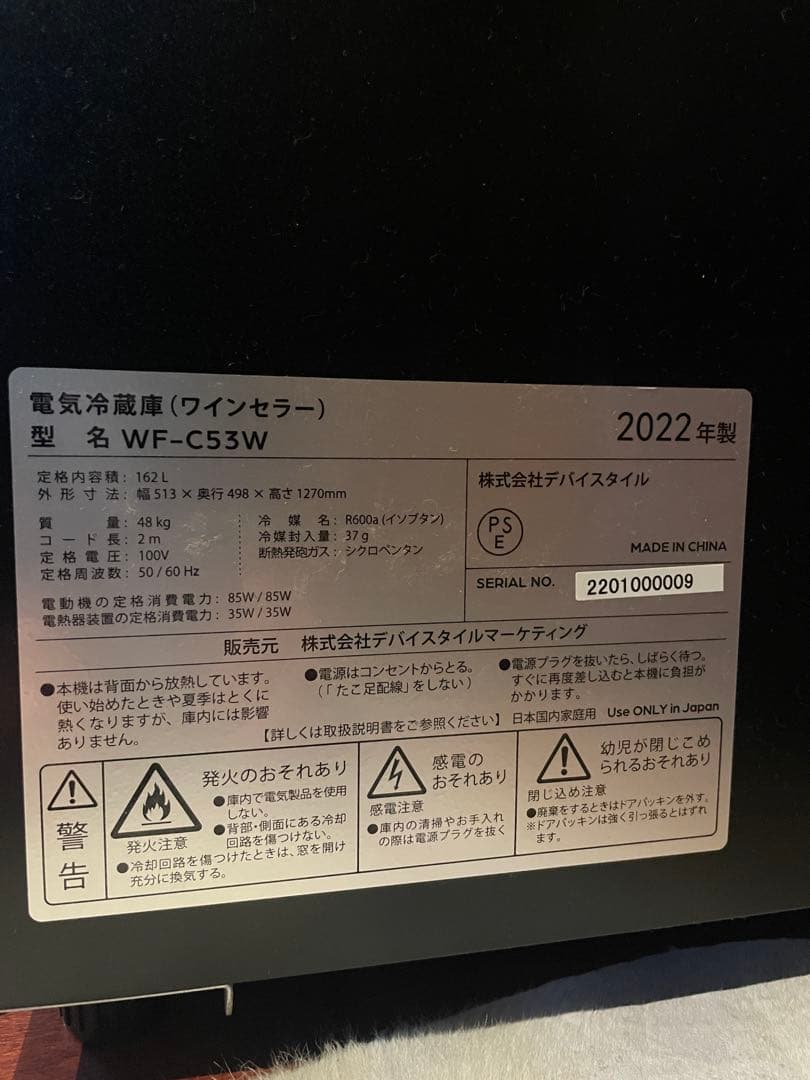 電気冷蔵庫(ワインセラー)
型 名 WF-C53W
2022年製
定格内容積: 162 L
外形寸法: 幅513×奥行498×高さ1270mm
質 量: 48 kg
コード長: 2 m
定格電圧: 100V
定格周波数: 50 / 60 Hz
冷 媒 名: R600a (イソブタン)
冷媒封入量: 37 g
断熱発砲ガス: シクロペンタン
電動機の定格消費電力: 85W / 85W
電熱器装置の定格消費電力: 35W / 35W
株式会社デバイスタイル
PS
E
MADE IN CHINA
SERIAL NO. 2201000009
販売元 株式会社デバイスタイルマーケティング
●本機は背面から放熱しています。
使い始めたときや夏季はとくに
熱くなりますが、庫内には影響
ありません。
●電源はコンセントからとる。
(「たこ足配線」をしない)
●電源プラグを抜いたら、しばらく待つ。
すぐに再度差し込むと本機に負担が
かかります。
【詳しくは取扱説明書をご参照ください】 日本国内家庭用 Use ONLY in Japan
警告
発火のおそれあり
発火注意
●庫内で電気製品を使用
しない。
●背部・側面にある冷却
回路を傷つけない。
●冷却回路を傷つけたときは、窓を開け
充分に換気する。
感電の
おそれあり
感電注意
●庫内の清掃やお手入れ
の際は電源プラグを抜く
幼児が閉じこめ
られるおそれあり
閉じ込め注意
●廃棄をするときはドアパッキンを外す。
※ドアパッキンは強く引っ張るとはずれ
ます。